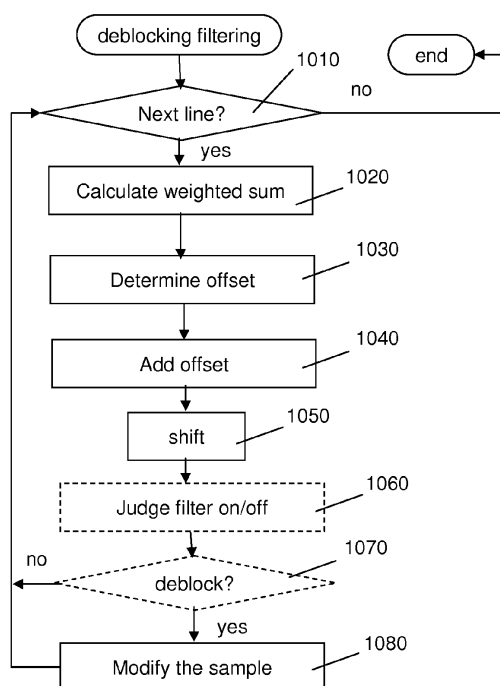 deblocking filtering
end
1010
no
Next line?
yes
1020
Calculate weighted sum
1030
Determine offset
1040
Add offset
1050
shift
1060
Judge filter on/off
1070
no
deblock?
yes
1080
Modify the sample